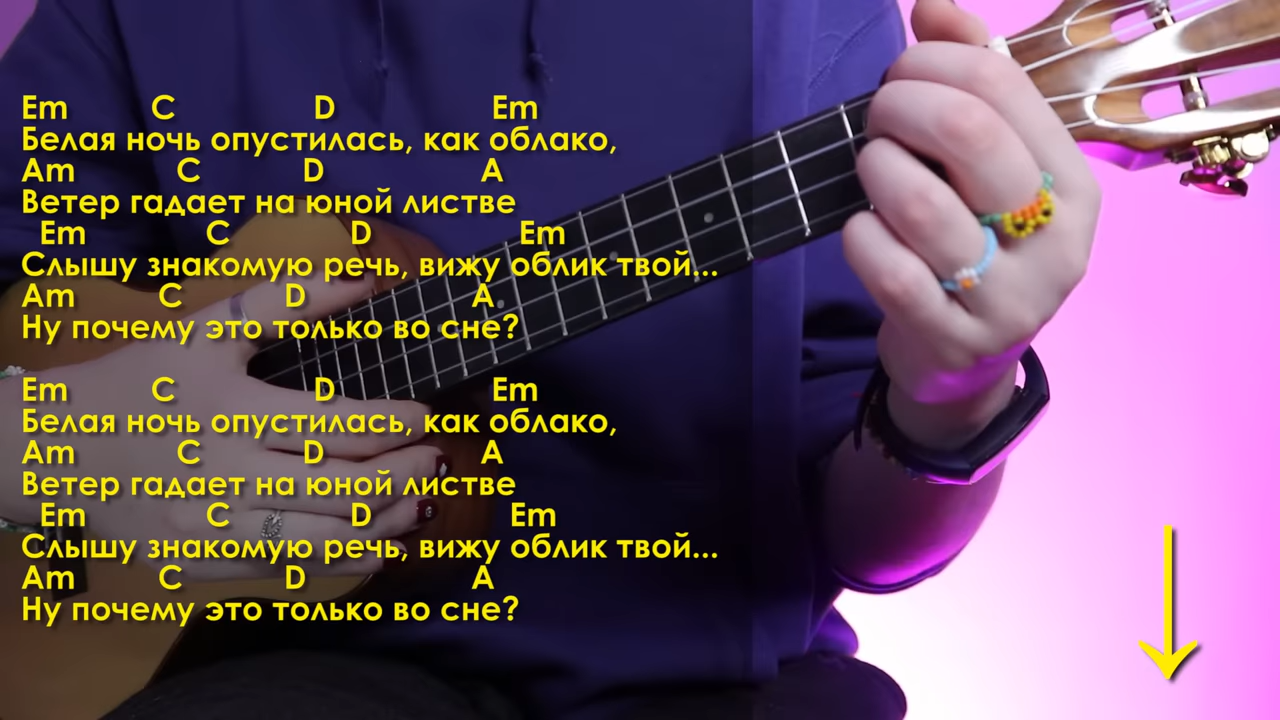 Em C D Em
Белая ночь опустилась, как облако,
Am C D A
Ветер гадает на юной листве
Em C D Em
Слышу знакомую речь, вижу облик твой...
Am C D A
Ну почему это только во сне?
Em C D Em
Белая ночь опустилась, как облако,
Am C D A
Ветер гадает на юной листве
Em C D Em
Слышу знакомую речь, вижу облик твой...
Am C D A
Ну почему это только во сне?